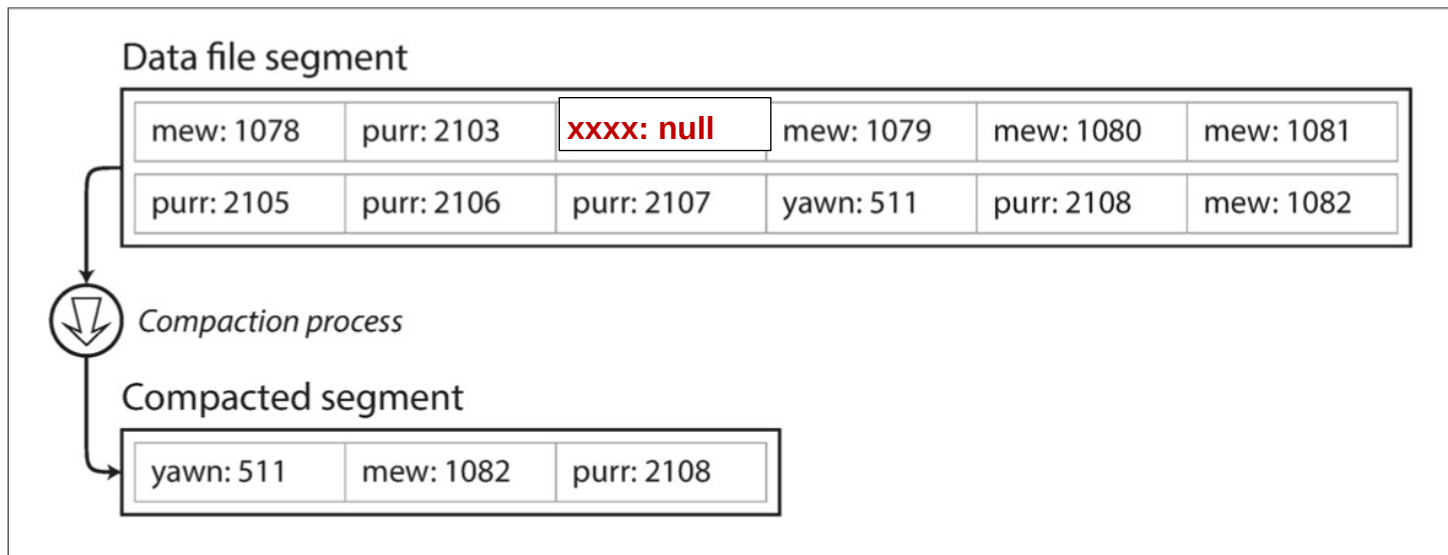 Data file segment
mew: 1078 purr: 2103 xxxx: null mew: 1079 mew: 1080 mew: 1081
purr: 2105 purr: 2106 purr: 2107 yawn: 511 purr: 2108 mew: 1082
Compaction process
Compacted segment
yawn: 511 mew: 1082 purr: 2108